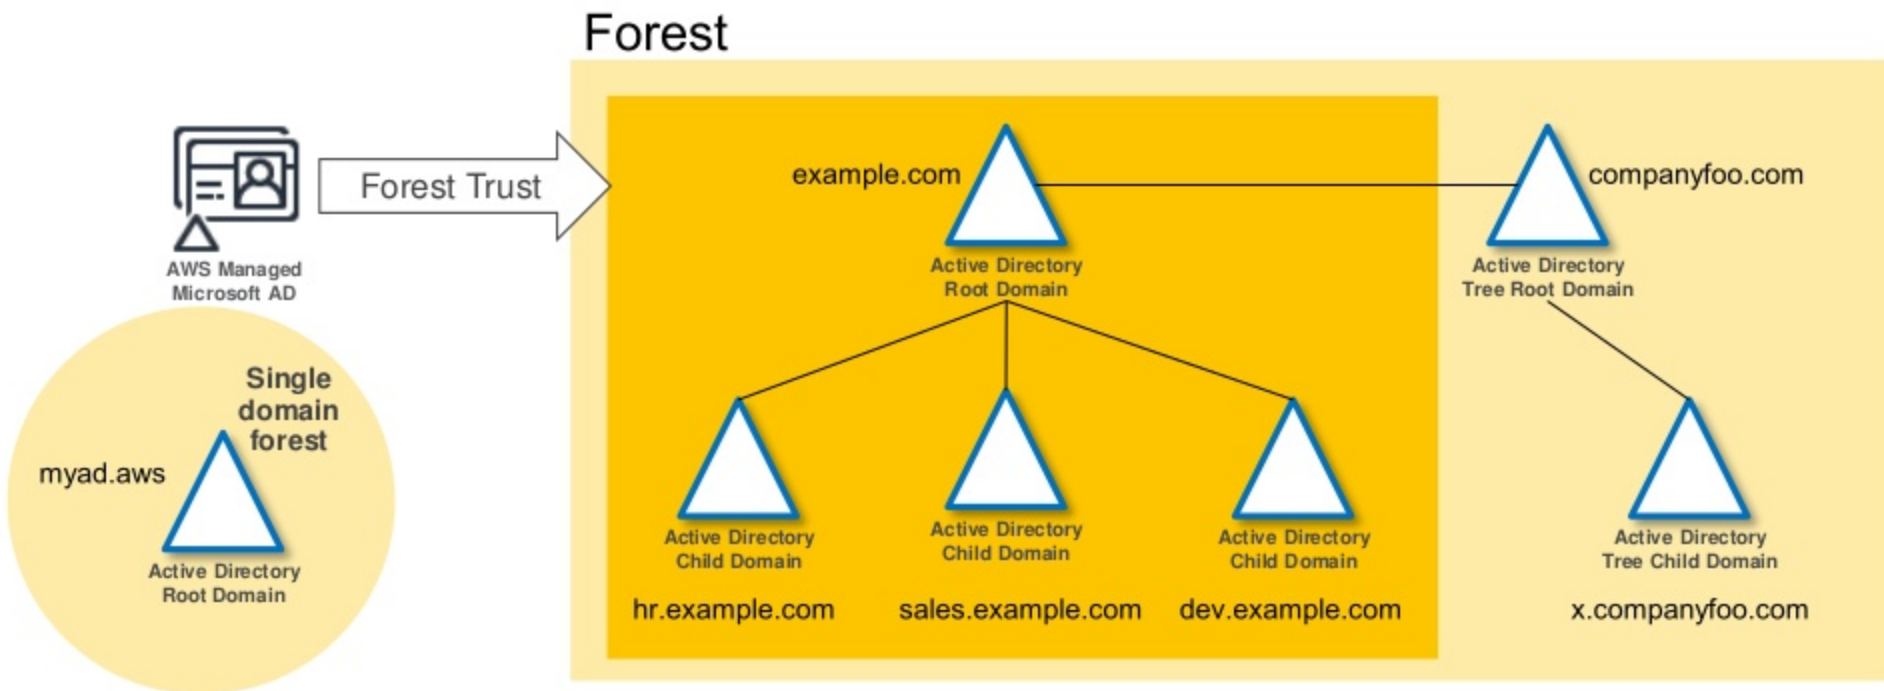 Forest
Forest Trust
AWS Managed
Microsoft AD
Single
domain
forest
myad.aws
Active Directory
Root Domain
example.com
Active Directory
Root Domain
companyfoo.com
Active Directory
Tree Root Domain
Active Directory
Child Domain
hr.example.com
Active Directory
Child Domain
sales.example.com
Active Directory
Child Domain
dev.example.com
Active Directory
Tree Child Domain
x.companyfoo.com